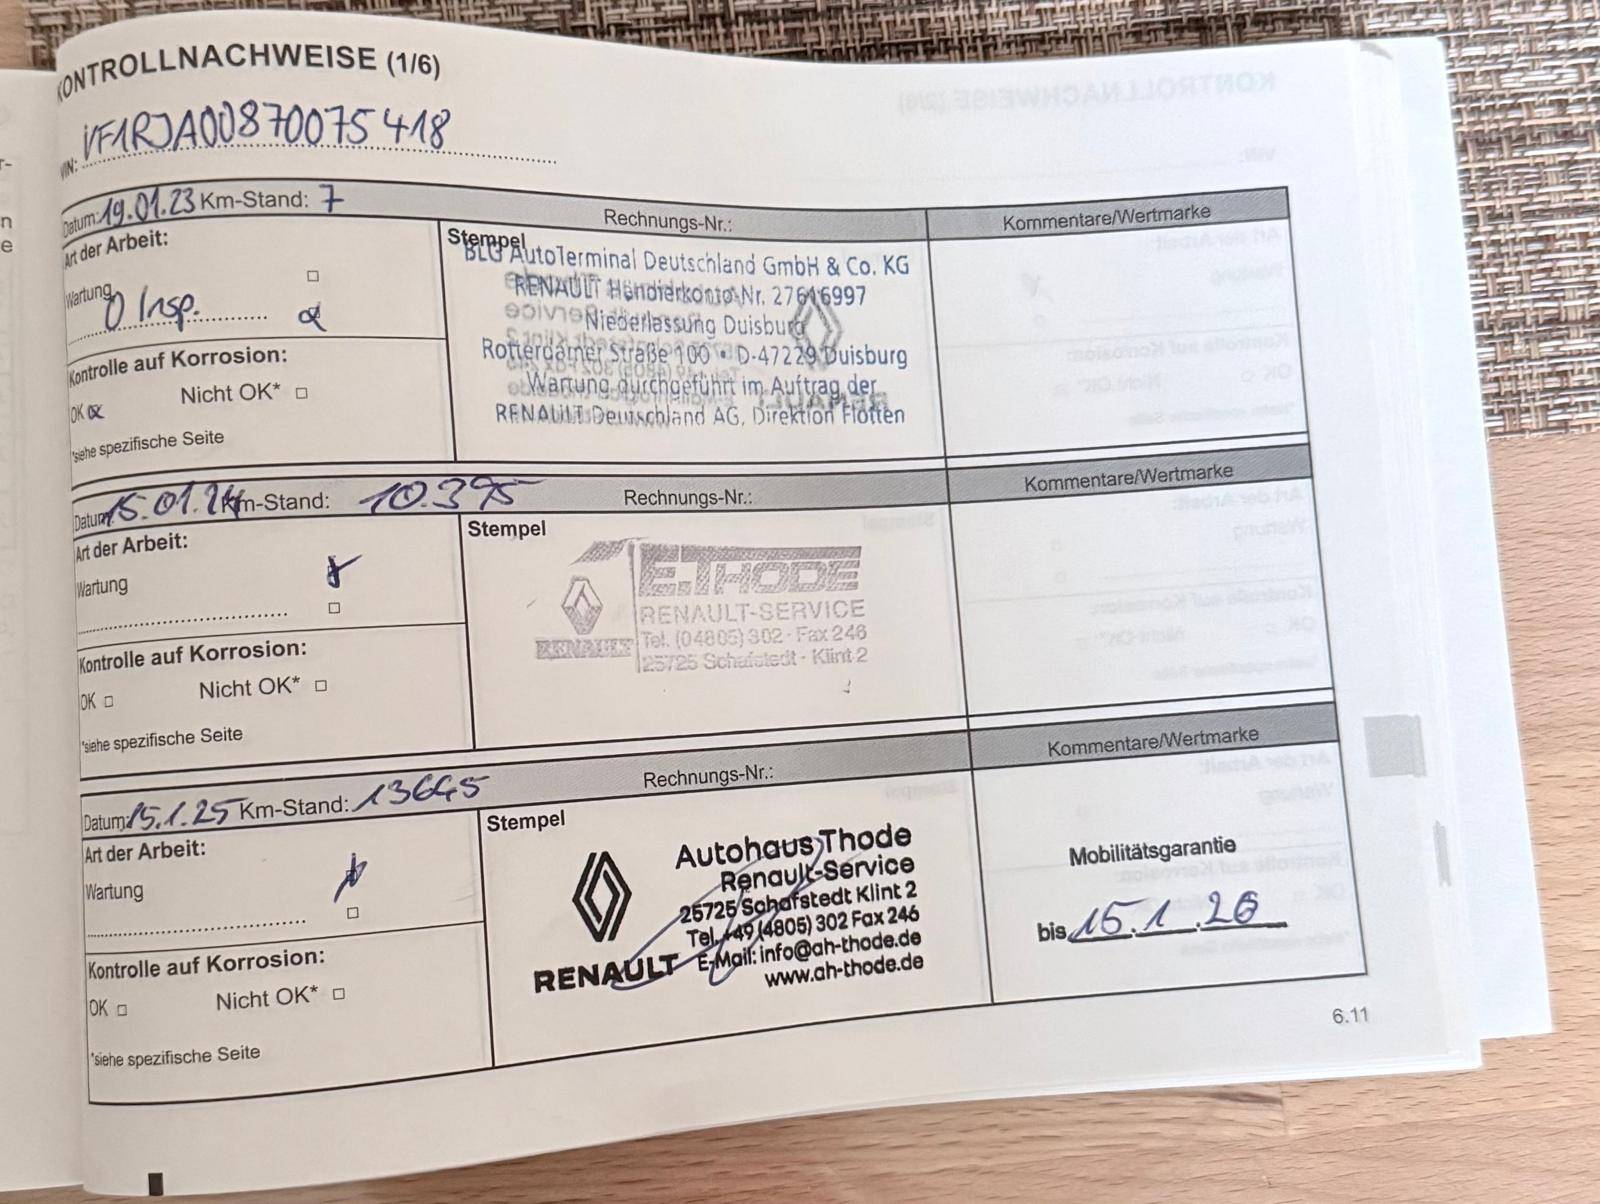 KONTROLLNACHWEISE (1/6)
VIN: VF1RJA00870075418
Datum: 19.01.23 Km-Stand: 7 Rechnungs-Nr.: Kommentare/Wertmarke
Art der Arbeit:
Wartung
O Insp.
Kontrolle auf Korrosion:
OK Nicht OK*
*siehe spezifische Seite
Stempel
BLG AutoTerminal Deutschland GmbH & Co. KG
RENAULT Händlerkonto-Nr. 27616997
Niederlassung Duisburg
Rotterdamer Straße 100 • D-47229 Duisburg
Wartung durchgeführt im Auftrag der
RENAULT Deutschland AG, Direktion Flotten
Datum: 15.01.24 Km-Stand: 10.395 Rechnungs-Nr.: Kommentare/Wertmarke
Art der Arbeit:
Wartung
Kontrolle auf Korrosion:
OK Nicht OK*
*siehe spezifische Seite
Stempel
E.THODE
RENAULT-SERVICE
RENAULT Tel. (04805) 302 · Fax 246
25725 Schafstedt · Klint 2
Datum: 15.1.25 Km-Stand: 13645 Rechnungs-Nr.: Kommentare/Wertmarke
Art der Arbeit:
Wartung
Kontrolle auf Korrosion:
OK Nicht OK*
*siehe spezifische Seite
Stempel
Autohaus Thode
Renault-Service
25725 Schafstedt Klint 2
Tel. +49 (4805) 302 Fax 246
RENAULT E-Mail: info@ah-thode.de
www.ah-thode.de
Mobilitätsgarantie
bis 15.1.26
6.11